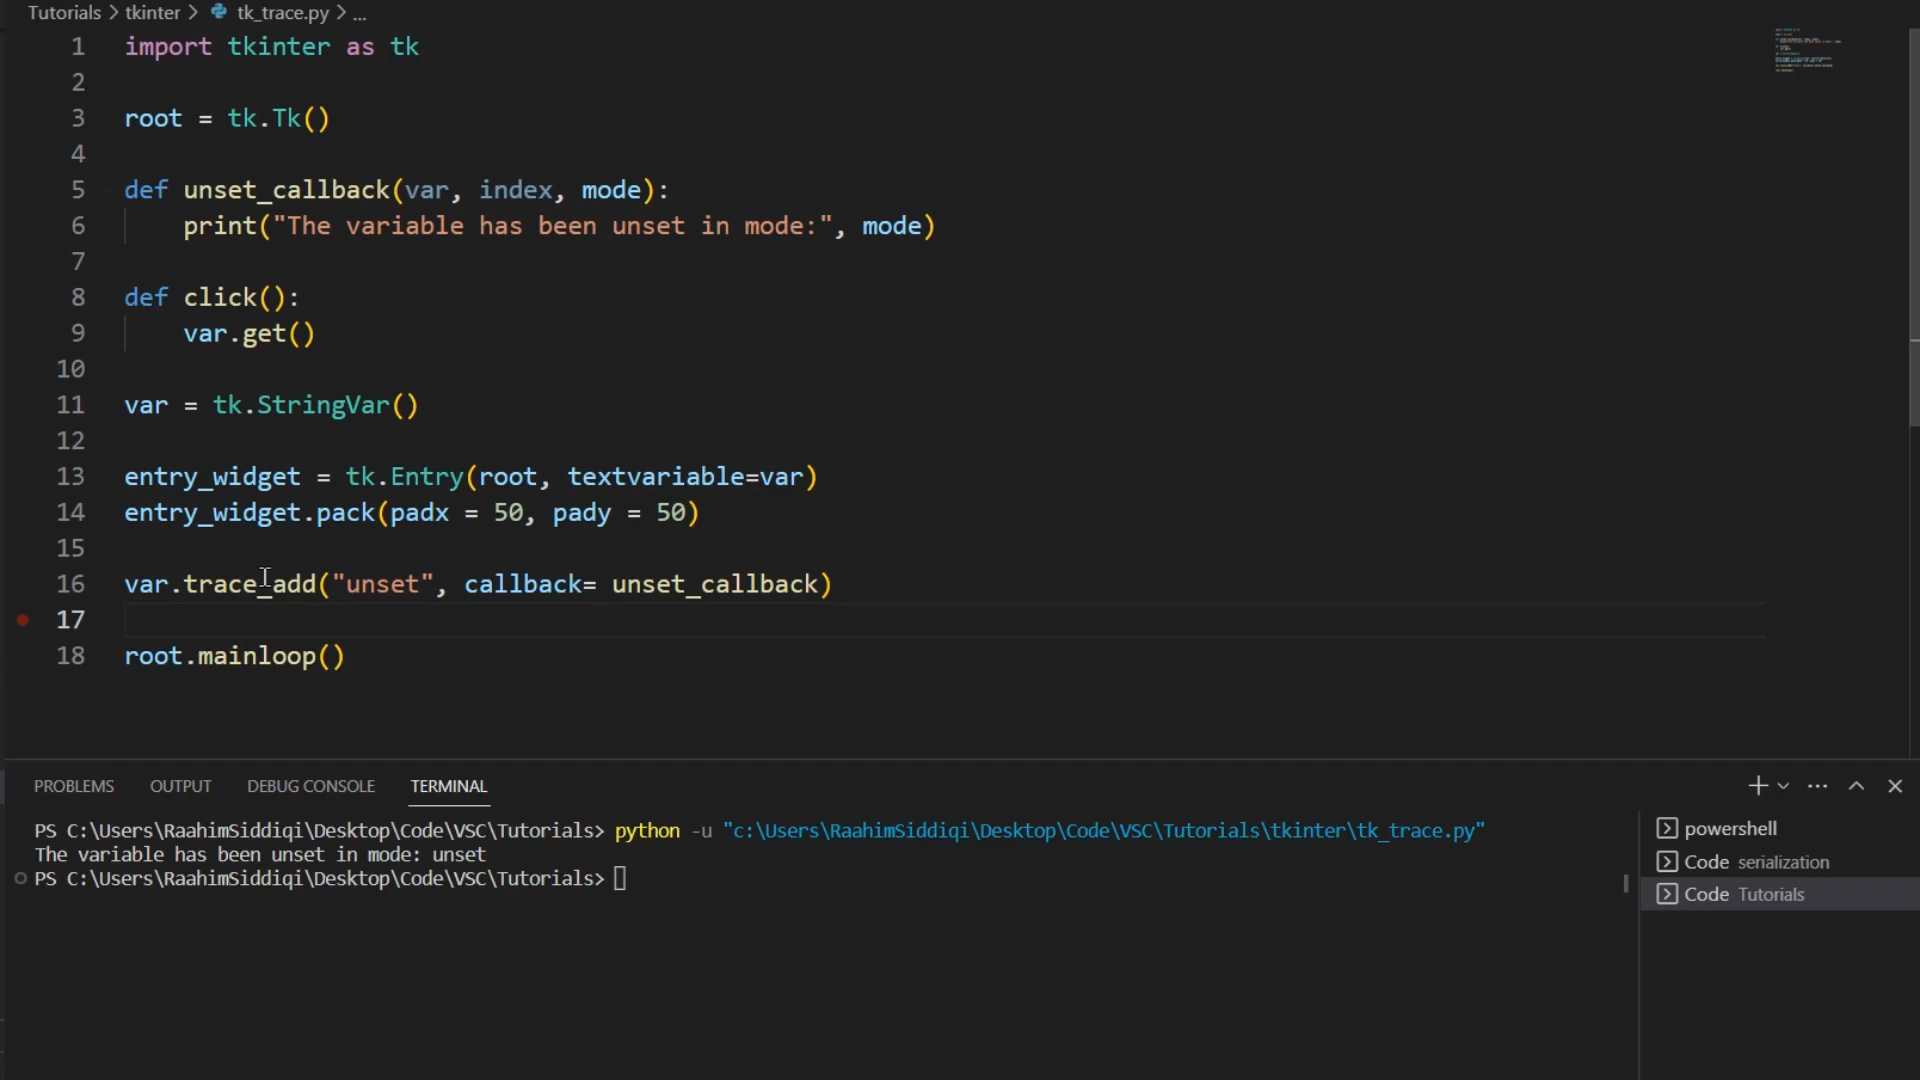 Tutorials > tkinter > tk_trace.py > ...
1 import tkinter as tk
2
3 root = tk.Tk()
4
5 def unset_callback(var, index, mode):
6     print("The variable has been unset in mode:", mode)
7
8 def click():
9     var.get()
10
11 var = tk.StringVar()
12
13 entry_widget = tk.Entry(root, textvariable=var)
14 entry_widget.pack(padx = 50, pady = 50)
15
16 var.trace_add("unset", callback= unset_callback)
17
18 root.mainloop()
PROBLEMS OUTPUT DEBUG CONSOLE TERMINAL
PS C:\Users\RaahimSiddiqi\Desktop\Code\VSC\Tutorials> python -u "c:\Users\RaahimSiddiqi\Desktop\Code\VSC\Tutorials\tkinter\tk_trace.py"
The variable has been unset in mode: unset
PS C:\Users\RaahimSiddiqi\Desktop\Code\VSC\Tutorials>
powershell
Code serialization
Code Tutorials